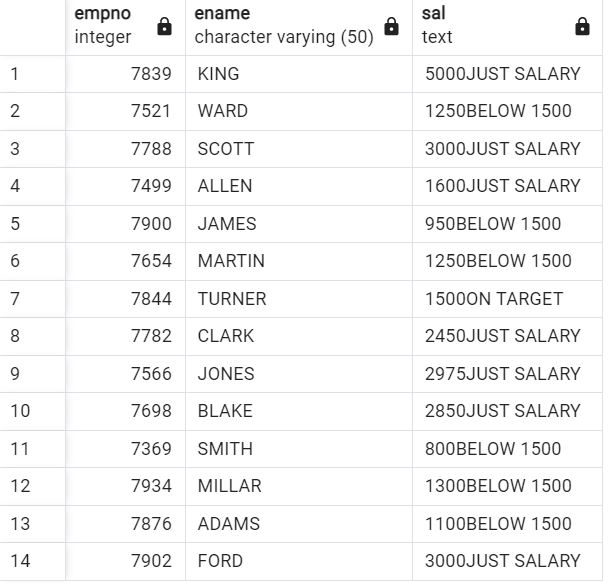 empno ename sal
integer character varying (50) text
1 7839 KING 5000JUST SALARY
2 7521 WARD 1250BELOW 1500
3 7788 SCOTT 3000JUST SALARY
4 7499 ALLEN 1600JUST SALARY
5 7900 JAMES 950BELOW 1500
6 7654 MARTIN 1250BELOW 1500
7 7844 TURNER 1500ON TARGET
8 7782 CLARK 2450JUST SALARY
9 7566 JONES 2975JUST SALARY
10 7698 BLAKE 2850JUST SALARY
11 7369 SMITH 800BELOW 1500
12 7934 MILLAR 1300BELOW 1500
13 7876 ADAMS 1100BELOW 1500
14 7902 FORD 3000JUST SALARY